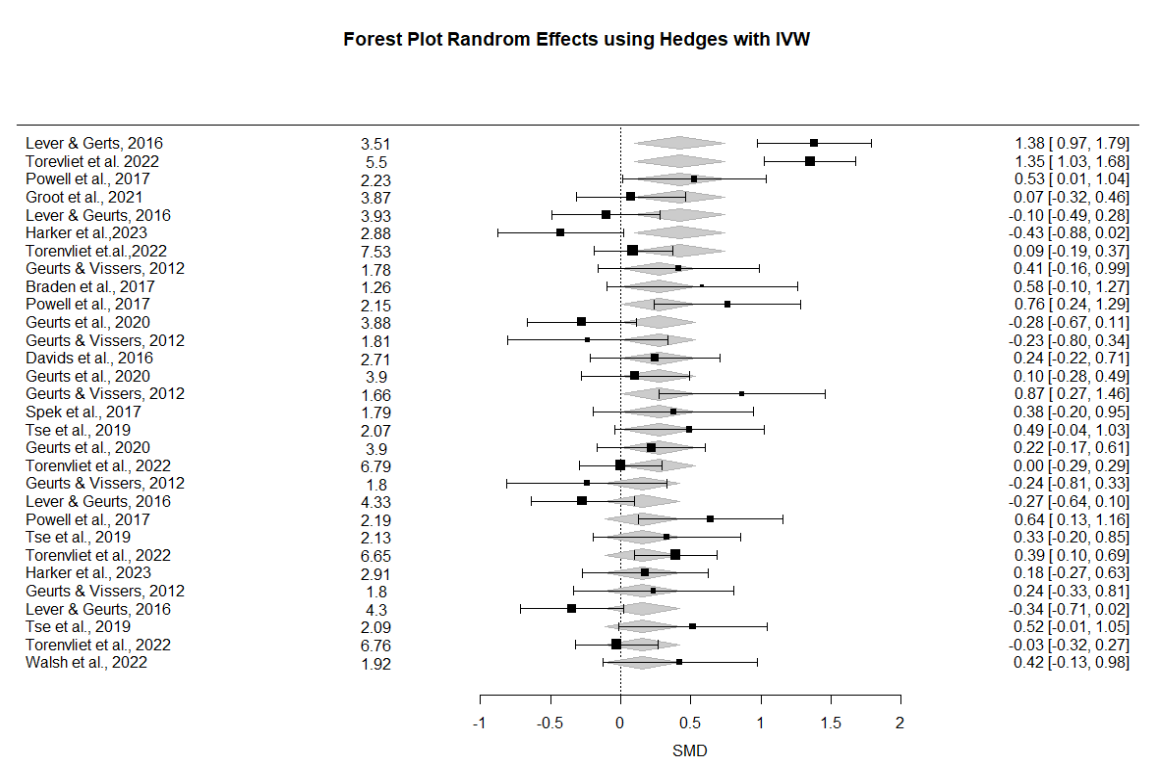 Forest Plot Randrom Effects using Hedges with IVW
Lever & Gerts, 2016 3.51 1.38 [ 0.97, 1.79]
Torevliet et al. 2022 5.5 1.35 [ 1.03, 1.68]
Powell et al., 2017 2.23 0.53 [ 0.01, 1.04]
Groot et al., 2021 3.87 0.07 [-0.32, 0.46]
Lever & Geurts, 2016 3.93 -0.10 [-0.49, 0.28]
Harker et al.,2023 2.88 -0.43 [-0.88, 0.02]
Torenvliet et.al.,2022 7.53 0.09 [-0.19, 0.37]
Geurts & Vissers, 2012 1.78 0.41 [-0.16, 0.99]
Braden et al., 2017 1.26 0.58 [-0.10, 1.27]
Powell et al., 2017 2.15 0.76 [ 0.24, 1.29]
Geurts et al., 2020 3.88 -0.28 [-0.67, 0.11]
Geurts & Vissers, 2012 1.81 -0.23 [-0.80, 0.34]
Davids et al., 2016 2.71 0.24 [-0.22, 0.71]
Geurts et al., 2020 3.9 0.10 [-0.28, 0.49]
Geurts & Vissers, 2012 1.66 0.87 [ 0.27, 1.46]
Spek et al., 2017 1.79 0.38 [-0.20, 0.95]
Tse et al., 2019 2.07 0.49 [-0.04, 1.03]
Geurts et al., 2020 3.9 0.22 [-0.17, 0.61]
Torenvliet et al., 2022 6.79 0.00 [-0.29, 0.29]
Geurts & Vissers, 2012 1.8 -0.24 [-0.81, 0.33]
Lever & Geurts, 2016 4.33 -0.27 [-0.64, 0.10]
Powell et al., 2017 2.19 0.64 [ 0.13, 1.16]
Tse et al., 2019 2.13 0.33 [-0.20, 0.85]
Torenvliet et al., 2022 6.65 0.39 [ 0.10, 0.69]
Harker et al., 2023 2.91 0.18 [-0.27, 0.63]
Geurts & Vissers, 2012 1.8 0.24 [-0.33, 0.81]
Lever & Geurts, 2016 4.3 -0.34 [-0.71, 0.02]
Tse et al., 2019 2.09 0.52 [-0.01, 1.05]
Torenvliet et al., 2022 6.76 -0.03 [-0.32, 0.27]
Walsh et al., 2022 1.92 0.42 [-0.13, 0.98]
-1 -0.5 0 0.5 1 1.5 2
SMD